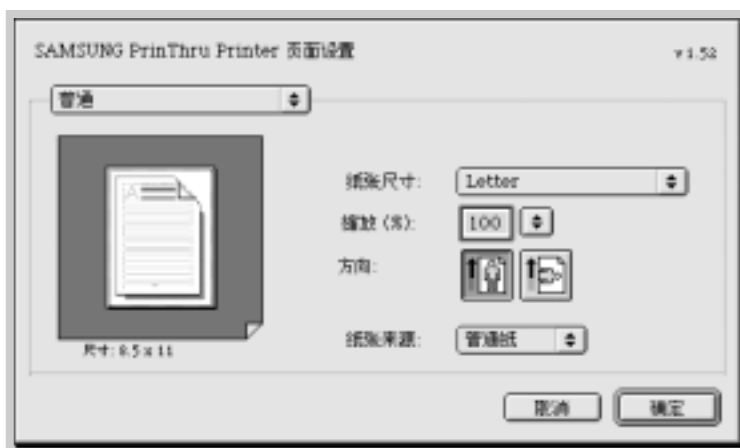 SAMSUNG PrinThru Printer 页面设置
v 1.52
普通
纸张尺寸: Letter
缩放 (%): 100
方向:
尺寸: 8.5 x 11
纸张来源: 普通纸
取消
确定